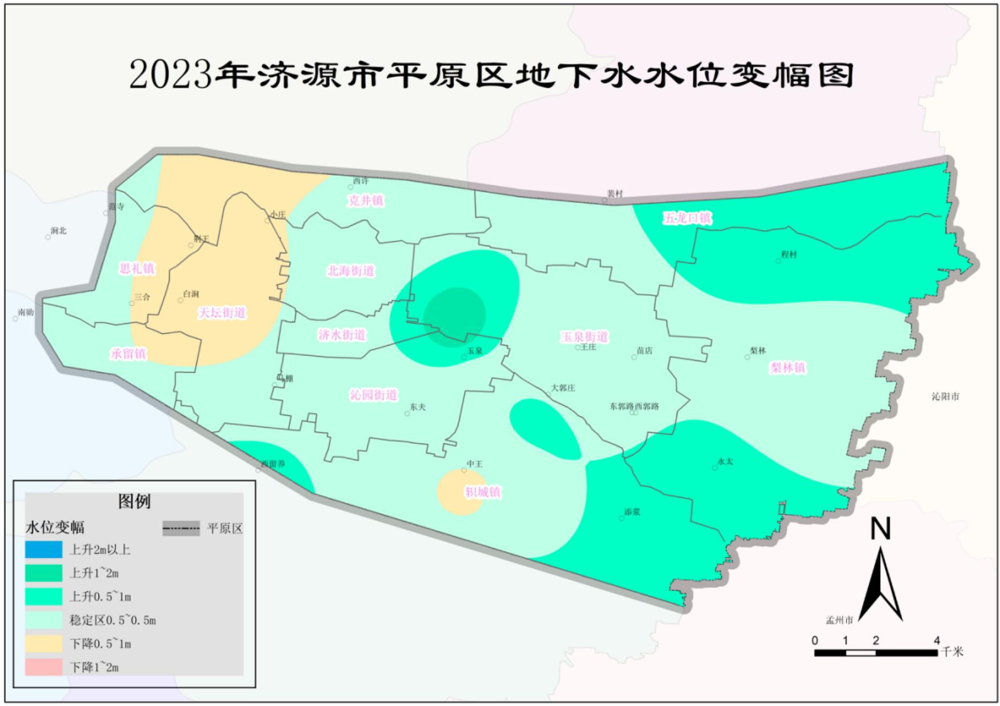 2023年济源市平原区地下水水位变幅图
西许
克井镇
裴村
范寺
小庄
五龙口镇
涧北
荆王
程村
思礼镇
北海街道
三合
白涧
天坛街道
南勋
济水街道
玉泉街道
王庄
苗店
玉泉
梨林
承留镇
梨林镇
马棚
沁园街道
大郭庄
沁阳市
东夫
东郭路西郭路
西留养
中王
永太
轵城镇
添浆
图例
水位变幅
平原区
上升2m以上
上升1~2m
上升0.5~1m
稳定区0.5~0.5m
下降0.5~1m
下降1~2m
N
孟州市
0 1 2 4
千米